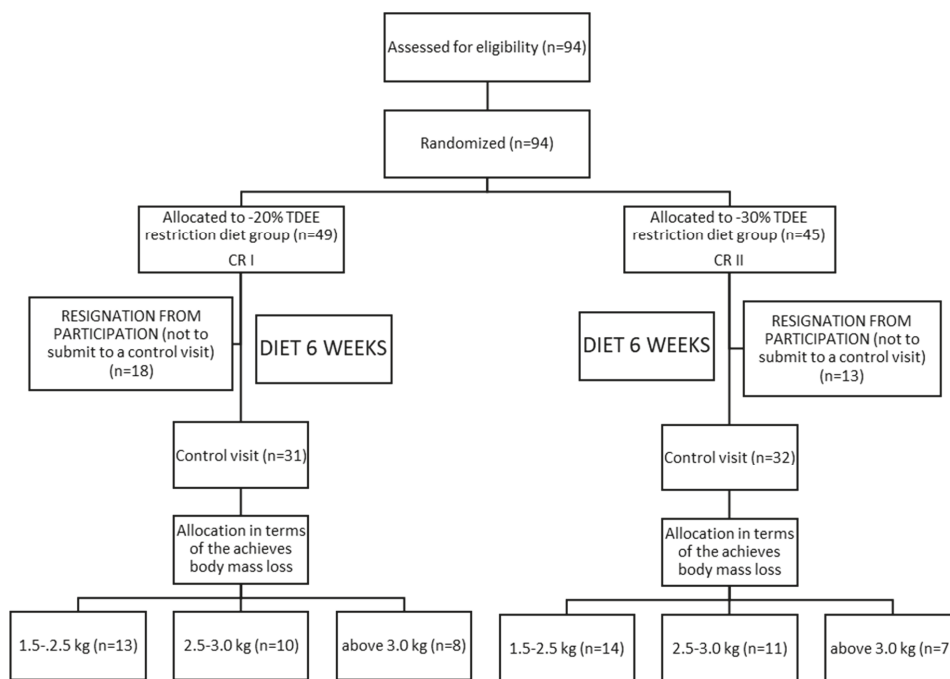 Assessed for eligibility (n=94)
Randomized (n=94)
Allocated to -20% TDEE
restriction diet group (n=49)
CR I
Allocated to -30% TDEE
restriction diet group (n=45)
CR II
RESIGNATION FROM
PARTICIPATION (not to
submit to a control visit)
(n=18)
DIET 6 WEEKS
DIET 6 WEEKS
RESIGNATION FROM
PARTICIPATION (not to
submit to a control visit)
(n=13)
Control visit (n=31)
Control visit (n=32)
Allocation in terms
of the achieves
body mass loss
Allocation in terms
of the achieves
body mass loss
1.5-.2.5 kg (n=13)
2.5-3.0 kg (n=10)
above 3.0 kg (n=8)
1.5-2.5 kg (n=14)
2.5-3.0 kg (n=11)
above 3.0 kg (n=7